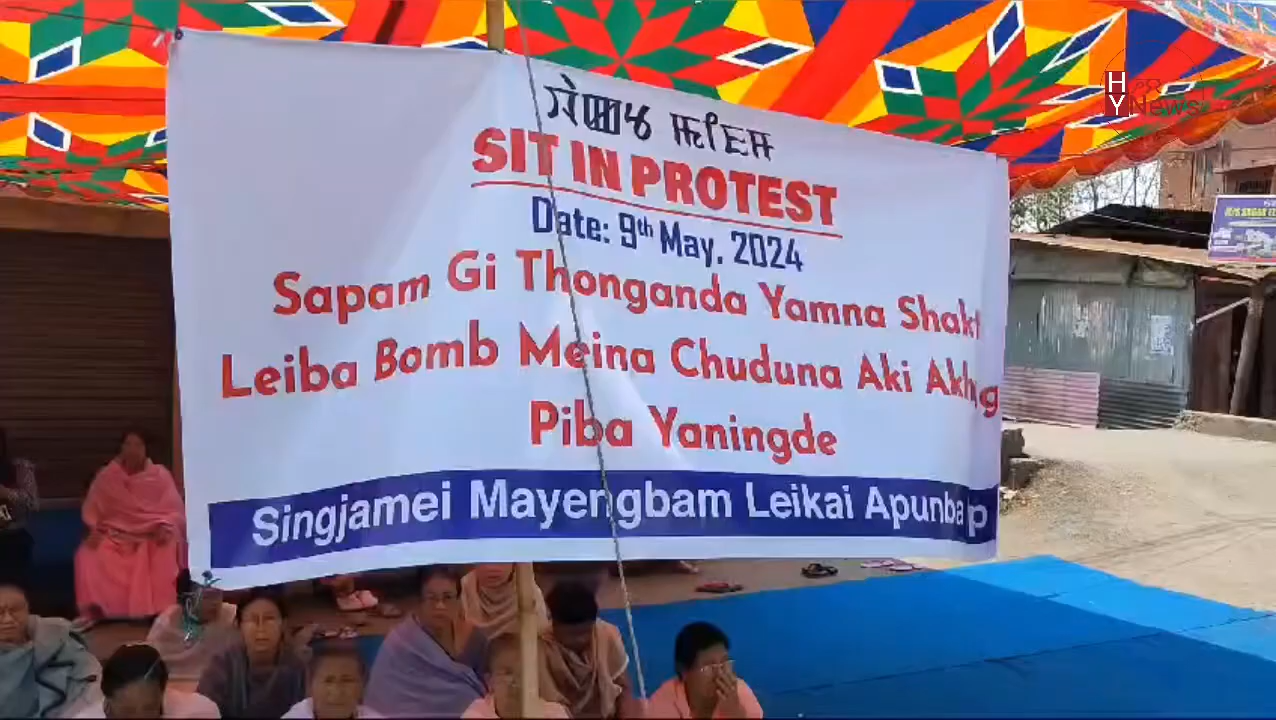 SIT IN PROTEST
Date: 9th May, 2024
Sapam Gi Thonganda Yamna
Leiba Bomb Meina Chuduna Aki
Piba Yaningde
Singjamei Mayengbam Leikai Apunba
HY News